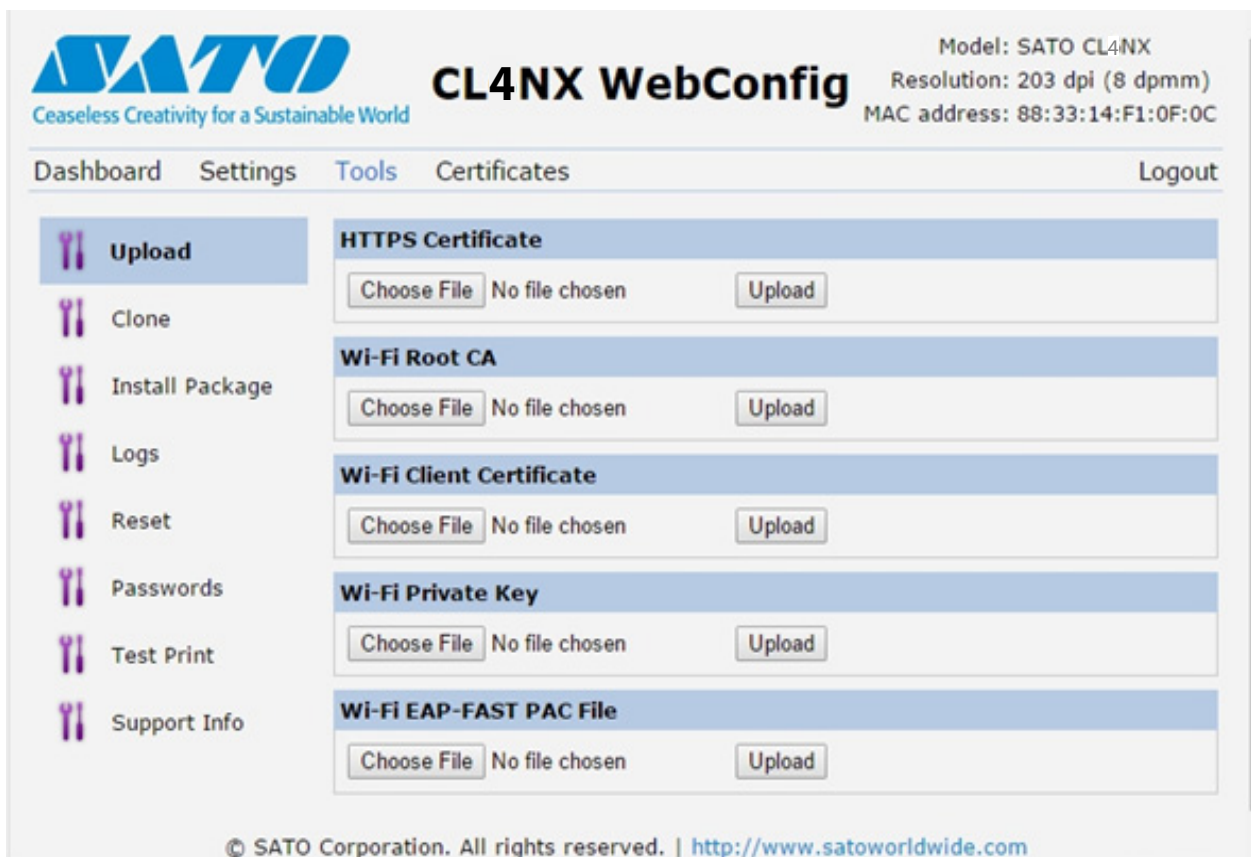 SATO
Ceaseless Creativity for a Sustainable World
CL4NX WebConfig
Model: SATO CL4NX
Resolution: 203 dpi (8 dpmm)
MAC address: 88:33:14:F1:0F:0C
Dashboard Settings Tools Certificates Logout
Upload
Clone
Install Package
Logs
Reset
Passwords
Test Print
Support Info
HTTPS Certificate
Choose File No file chosen Upload
Wi-Fi Root CA
Choose File No file chosen Upload
Wi-Fi Client Certificate
Choose File No file chosen Upload
Wi-Fi Private Key
Choose File No file chosen Upload
Wi-Fi EAP-FAST PAC File
Choose File No file chosen Upload
© SATO Corporation. All rights reserved. | http://www.satoworldwide.com